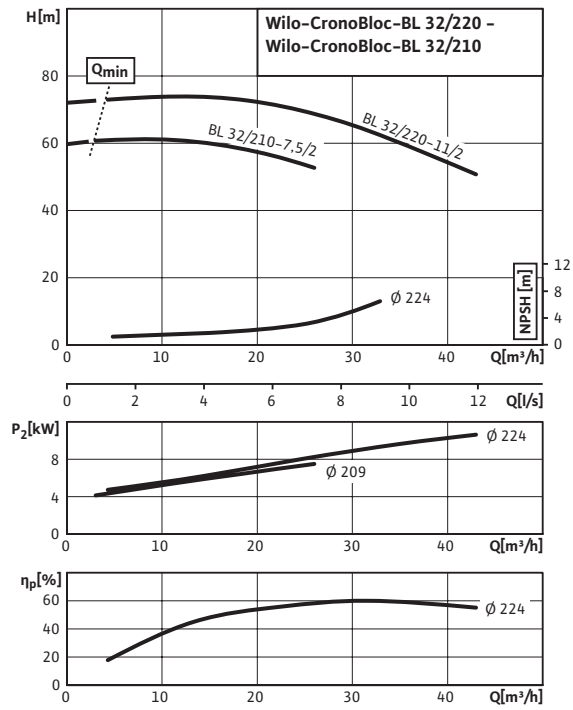 H[m]
Wilo-CronoBloc-BL 32/220 –
Wilo-CronoBloc-BL 32/210
Qmin
80
60
40
20
0
BL 32/210-7,5/2
BL 32/220-11/2
Ø 224
NPSH [m]
12
8
4
0
0 10 20 30 40 Q[m³/h]
0 2 4 6 8 10 12 Q[l/s]
P₂[kW]
8
4
0
Ø 224
Ø 209
0 10 20 30 40 Q[m³/h]
ηp[%]
60
40
20
0
Ø 224
0 10 20 30 40 Q[m³/h]